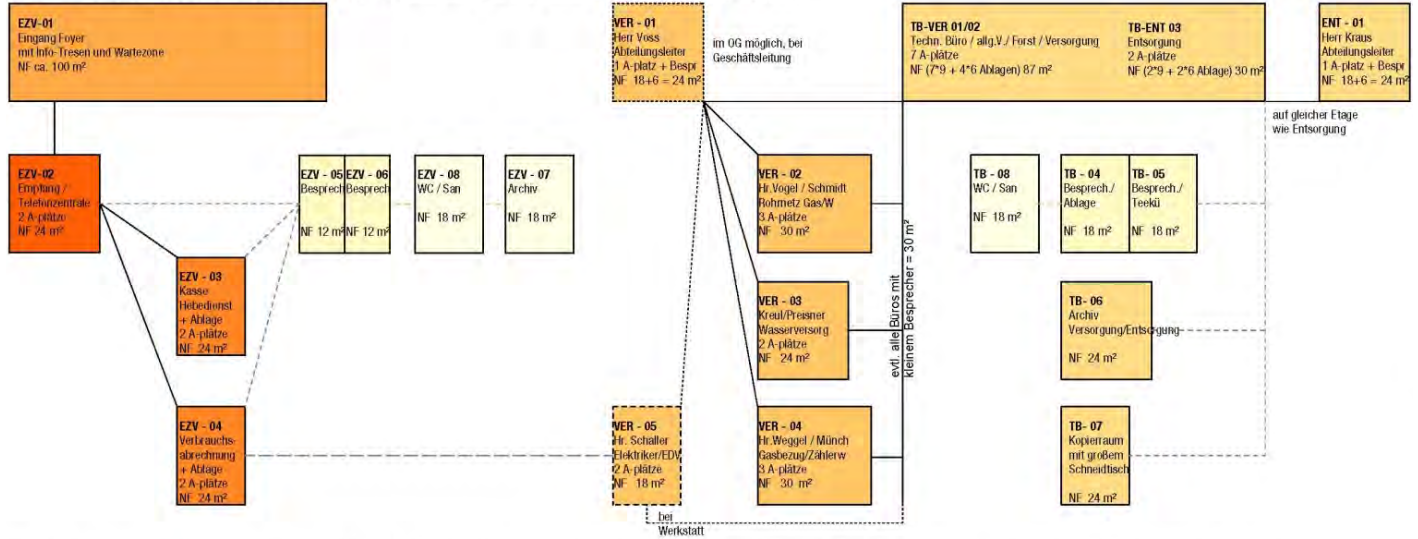 EZV-01
Eingang Foyer
mit Info-Tresen und Wartezone
NF ca. 100 m²
VER - 01
Herr Voss
Abteilungsleiter
1 A-platz + Bespr
NF 18+6 = 24 m²
im OG möglich, bei
Geschäftsleitung
TB-VER 01/02
Techn. Büro / allg.V./ Forst / Versorgung
7 A-plätze
NF (7*9 + 4*6 Ablagen) 87 m²
TB-ENT 03
Entsorgung
2 A-plätze
NF (2*9 + 2*6 Ablage) 30 m²
ENT - 01
Herr Kraus
Abteilungsleiter
1 A-platz + Bespr
NF 18+6 = 24 m²
auf gleicher Etage
wie Entsorgung
EZV-02
Empfang /
Telefonzentrale
2 A-plätze
NF 24 m²
EZV - 05
Besprech
NF 12 m²
EZV - 06
Besprech
NF 12 m²
EZV - 08
WC / San
NF 18 m²
EZV - 07
Archiv
NF 18 m²
VER - 02
Hr.Vogel / Schmidt
Rohrnetz Gas/W
3 A-plätze
NF 30 m²
TB - 08
WC / San
NF 18 m²
TB - 04
Besprech./
Ablage
NF 18 m²
TB - 05
Besprech./
Teekü
NF 18 m²
EZV - 03
Kasse
Hebedienst
+ Ablage
2 A-plätze
NF 24 m²
VER - 03
Kreul/Preisner
Wasserversorg
2 A-plätze
NF 24 m²
evtl. alle Büros mit
kleinem Besprecher = 30 m²
TB- 06
Archiv
Versorgung/Entsorgung
NF 24 m²
EZV - 04
Verbrauchs-
abrechnung
+ Ablage
2 A-plätze
NF 24 m²
VER - 05
Hr. Schaller
Elektriker/EDV
2 A-plätze
NF 18 m²
VER - 04
Hr.Weggel / Münch
Gasbezug/Zählerw
3 A-plätze
NF 30 m²
TB- 07
Kopierraum
mit großem
Schneidtisch
NF 24 m²
bei
Werkstatt